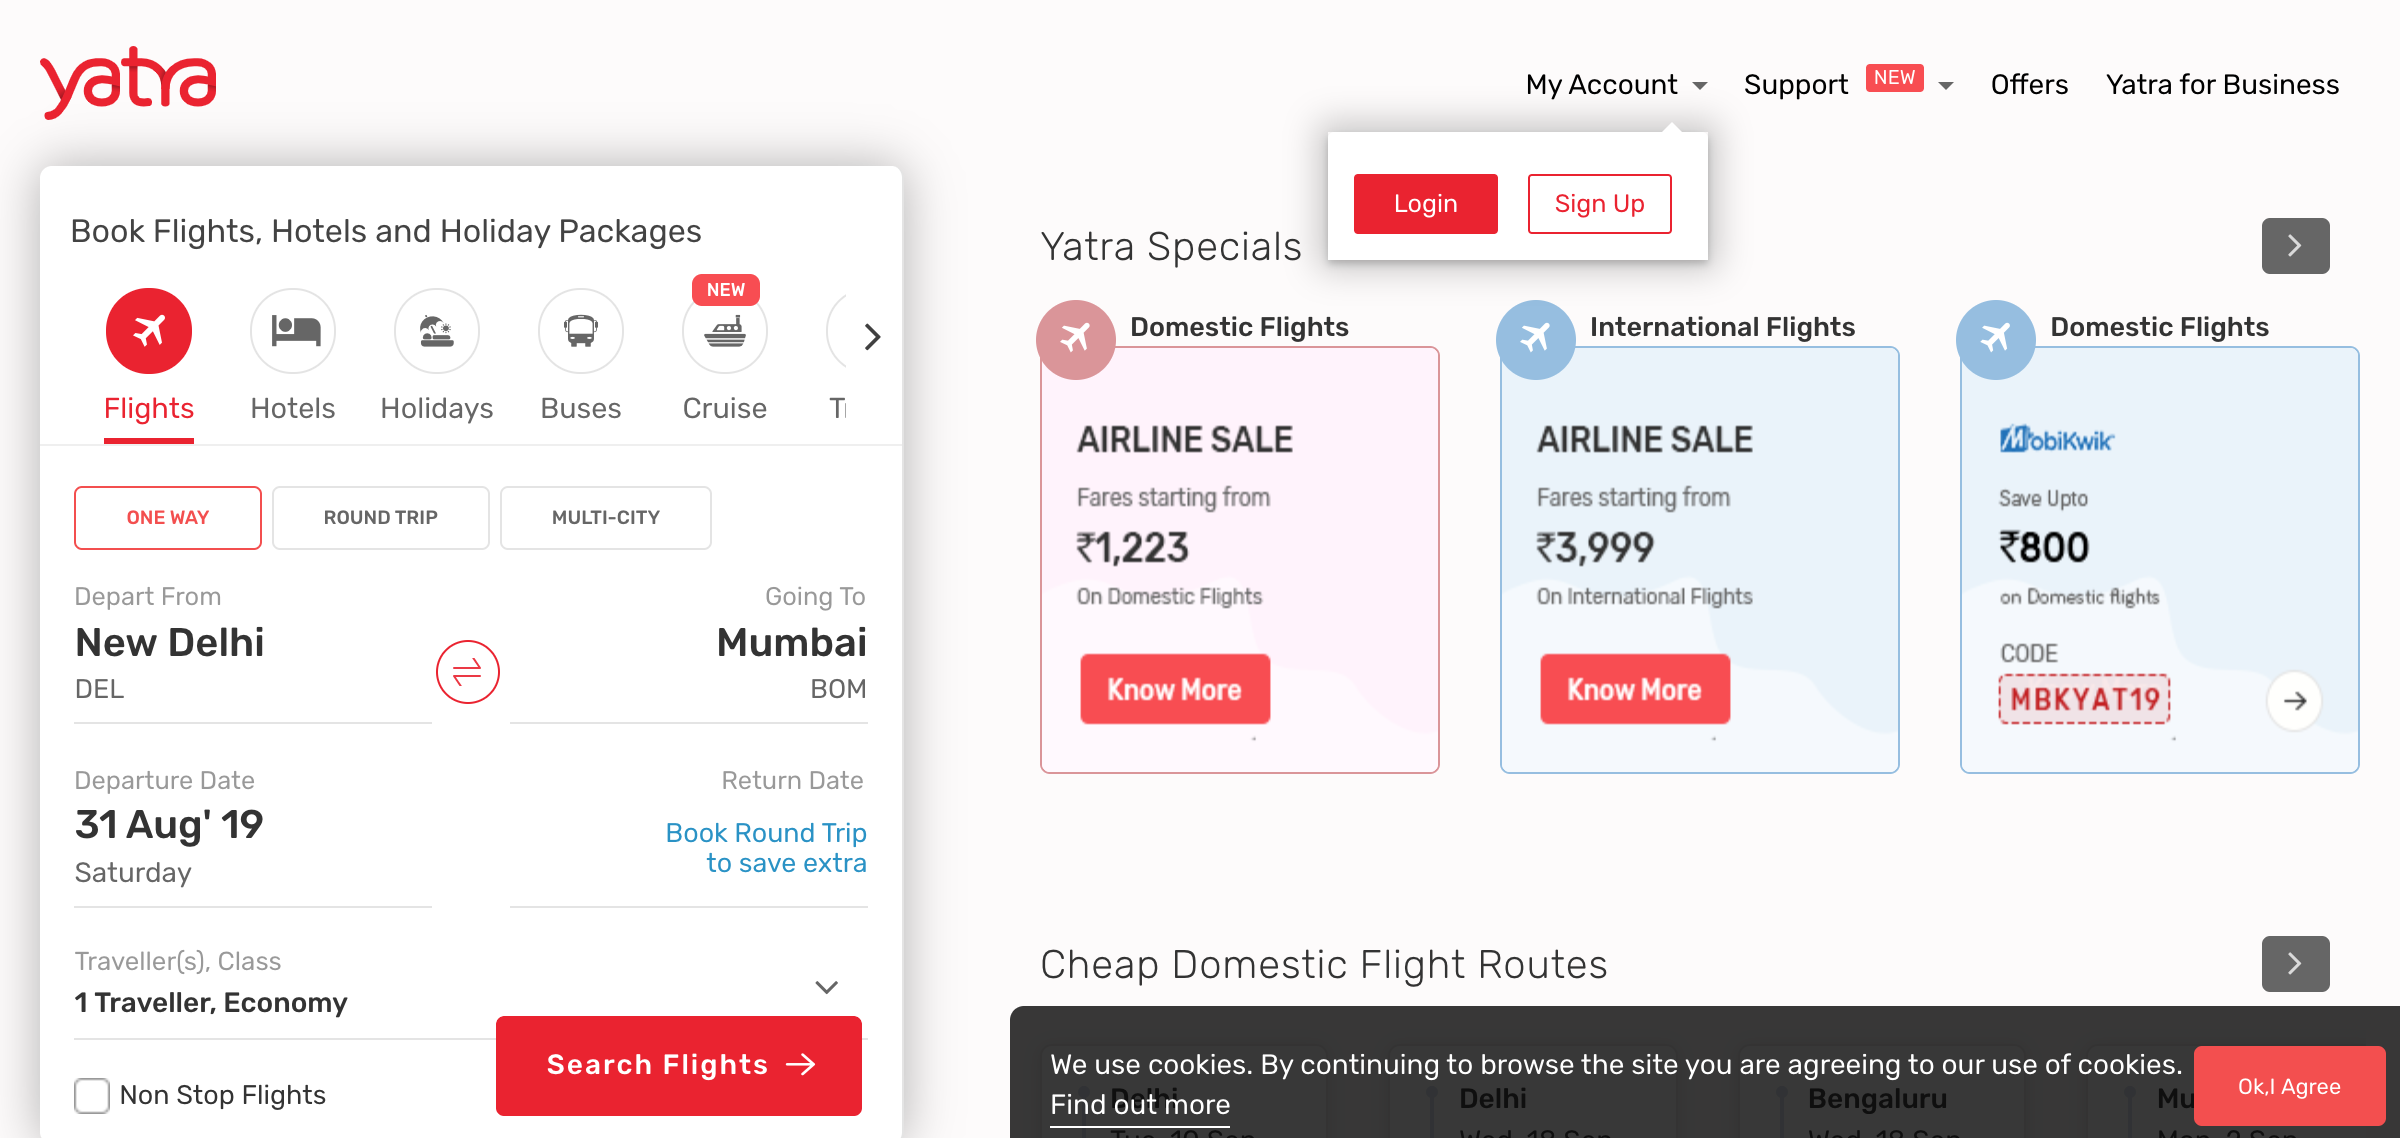 yatra
My Account
Support
NEW
Offers
Yatra for Business
Login
Sign Up
Book Flights, Hotels and Holiday Packages
NEW
Flights
Hotels
Holidays
Buses
Cruise
ONE WAY
ROUND TRIP
MULTI-CITY
Depart From
New Delhi
DEL
Going To
Mumbai
BOM
Departure Date
31 Aug' 19
Saturday
Return Date
Book Round Trip
to save extra
Traveller(s), Class
1 Traveller, Economy
Non Stop Flights
Search Flights
Yatra Specials
Domestic Flights
AIRLINE SALE
Fares starting from
₹1,223
On Domestic Flights
Know More
International Flights
AIRLINE SALE
Fares starting from
₹3,999
On International Flights
Know More
Domestic Flights
MobiKwik
Save Upto
₹800
on Domestic flights
CODE
MBKYAT19
Cheap Domestic Flight Routes
We use cookies. By continuing to browse the site you are agreeing to our use of cookies.
Find out more
Ok,I Agree
Delhi
Delhi
Bengaluru